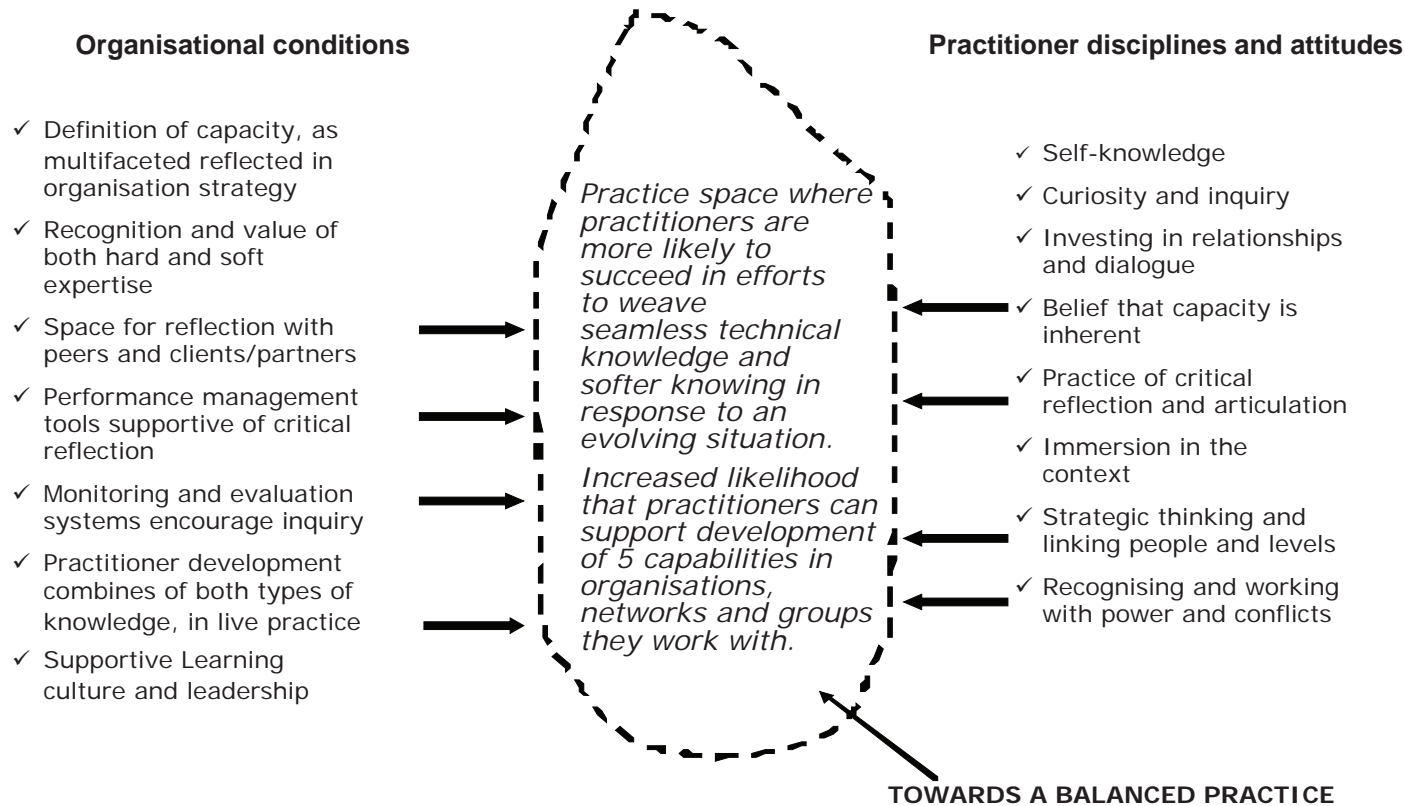 Organisational conditions
✓ Definition of capacity, as
multifaceted reflected in
organisation strategy
✓ Recognition and value of
both hard and soft
expertise
✓ Space for reflection with
peers and clients/partners
✓ Performance management
tools supportive of critical
reflection
✓ Monitoring and evaluation
systems encourage inquiry
✓ Practitioner development
combines of both types of
knowledge, in live practice
✓ Supportive Learning
culture and leadership
Practice space where
practitioners are
more likely to
succeed in efforts
to weave
seamless technical
knowledge and
softer knowing in
response to an
evolving situation.
Increased likelihood
that practitioners can
support development
of 5 capabilities in
organisations,
networks and groups
they work with.
Practitioner disciplines and attitudes
✓ Self-knowledge
✓ Curiosity and inquiry
✓ Investing in relationships
and dialogue
✓ Belief that capacity is
inherent
✓ Practice of critical
reflection and articulation
✓ Immersion in the
context
✓ Strategic thinking and
linking people and levels
✓ Recognising and working
with power and conflicts
TOWARDS A BALANCED PRACTICE